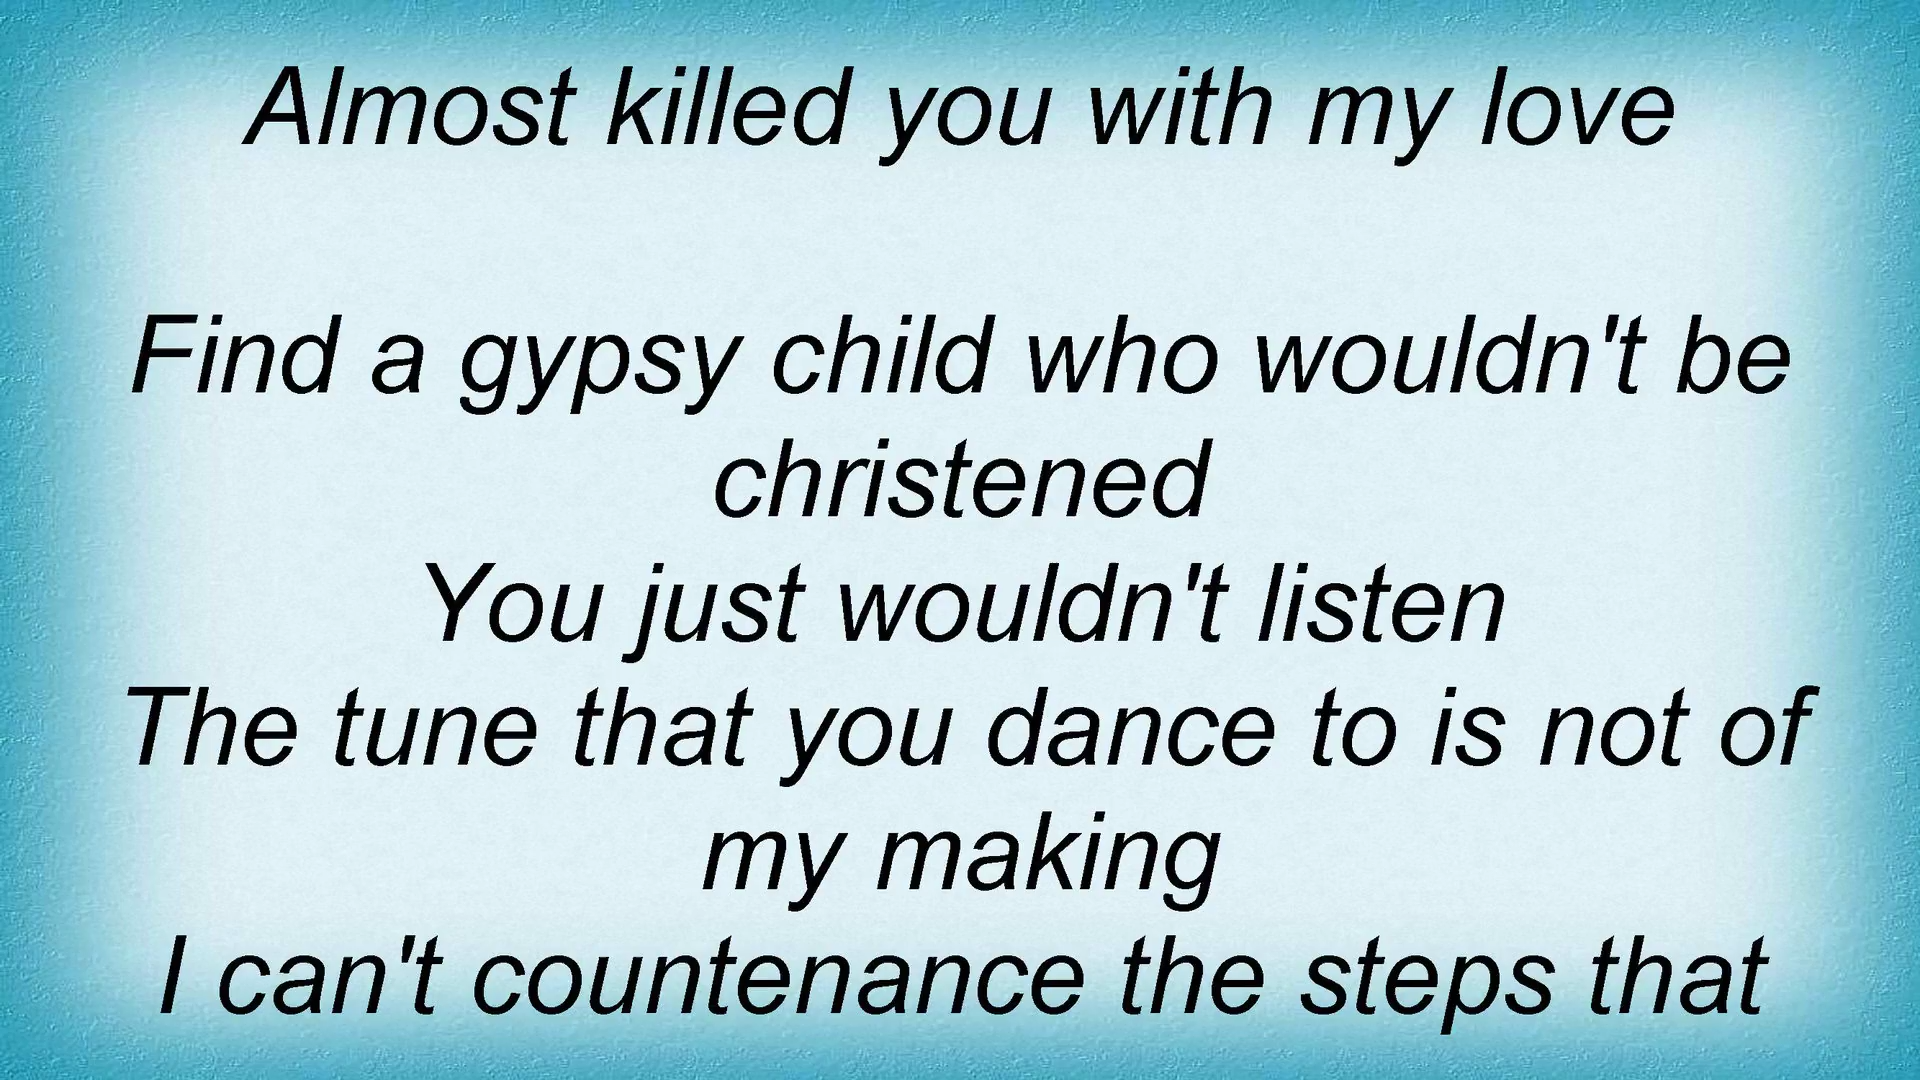 Almost killed you with my love
Find a gypsy child who wouldn't be
christened
You just wouldn't listen
The tune that you dance to is not of
my making
I can't countenance the steps that